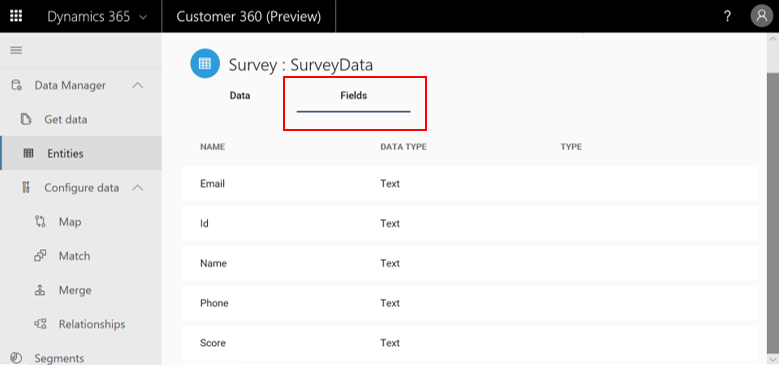 Dynamics 365 Customer 360 (Preview) ?
Data Manager
Get data
Entities
Configure data
Map
Match
Merge
Relationships
Segments
Survey : SurveyData
Data Fields
NAME DATA TYPE TYPE
Email Text
Id Text
Name Text
Phone Text
Score Text